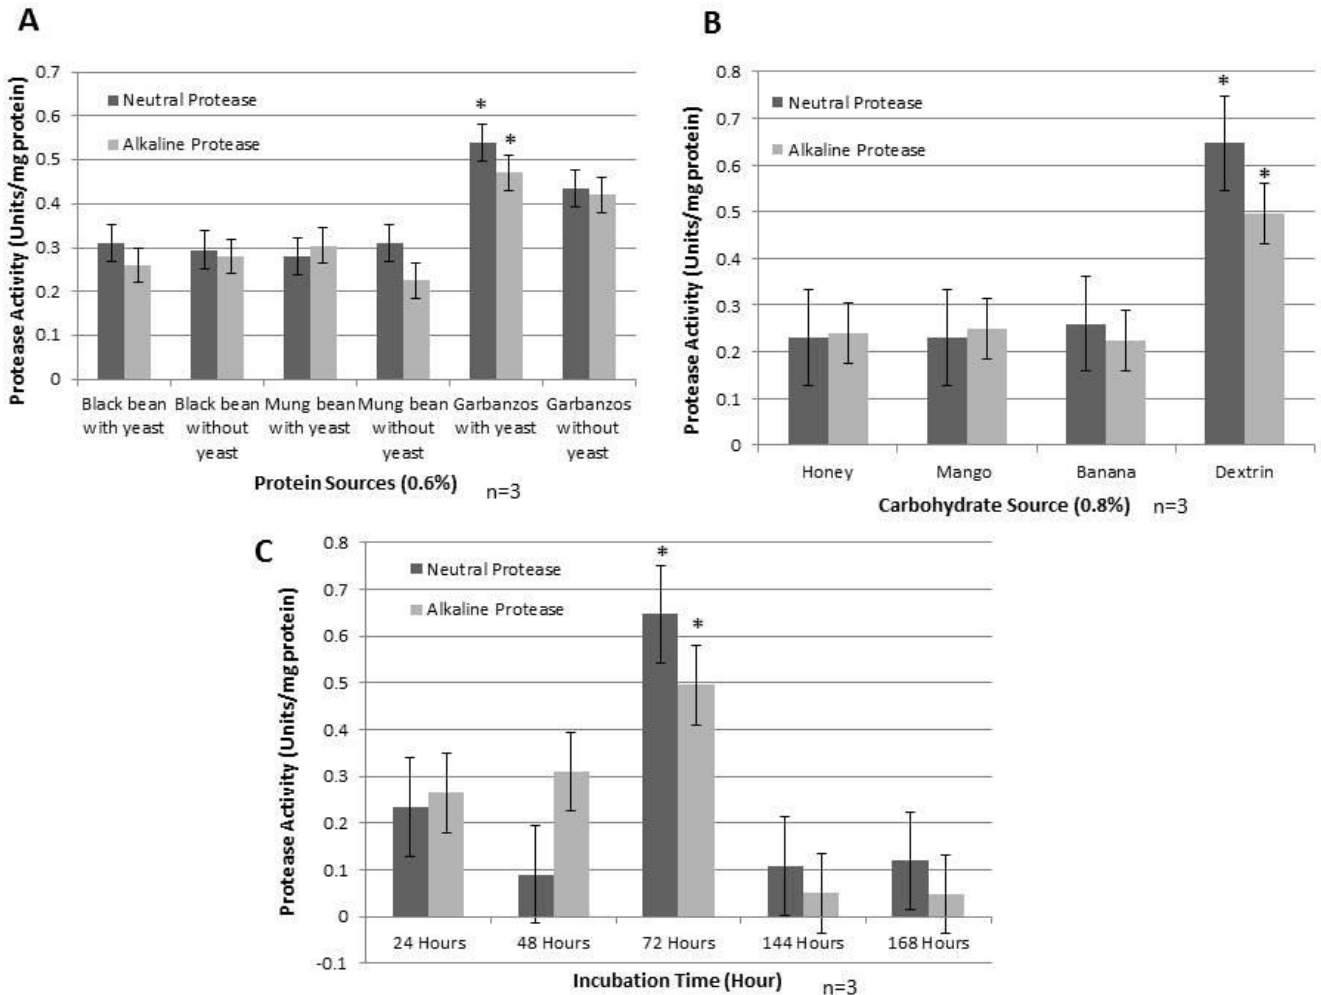 A
Protease Activity (Units/mg protein)
0.7
0.6
0.5
0.4
0.3
0.2
0.1
0
Neutral Protease
Alkaline Protease
*
*
Black bean
with yeast
Black bean
without
yeast
Mung bean
with yeast
Mung bean
without
yeast
Garbanzos
with yeast
Garbanzos
without
yeast
Protein Sources (0.6%)
n=3
B
Protease Activity (Units/mg protein)
0.8
0.7
0.6
0.5
0.4
0.3
0.2
0.1
0
Neutral Protease
Alkaline Protease
*
*
Honey
Mango
Banana
Dextrin
Carbohydrate Source (0.8%)
n=3
C
Protease Activity (Units/mg protein)
0.8
0.7
0.6
0.5
0.4
0.3
0.2
0.1
0
-0.1
Neutral Protease
Alkaline Protease
*
*
24 Hours
48 Hours
72 Hours
144 Hours
168 Hours
Incubation Time (Hour)
n=3